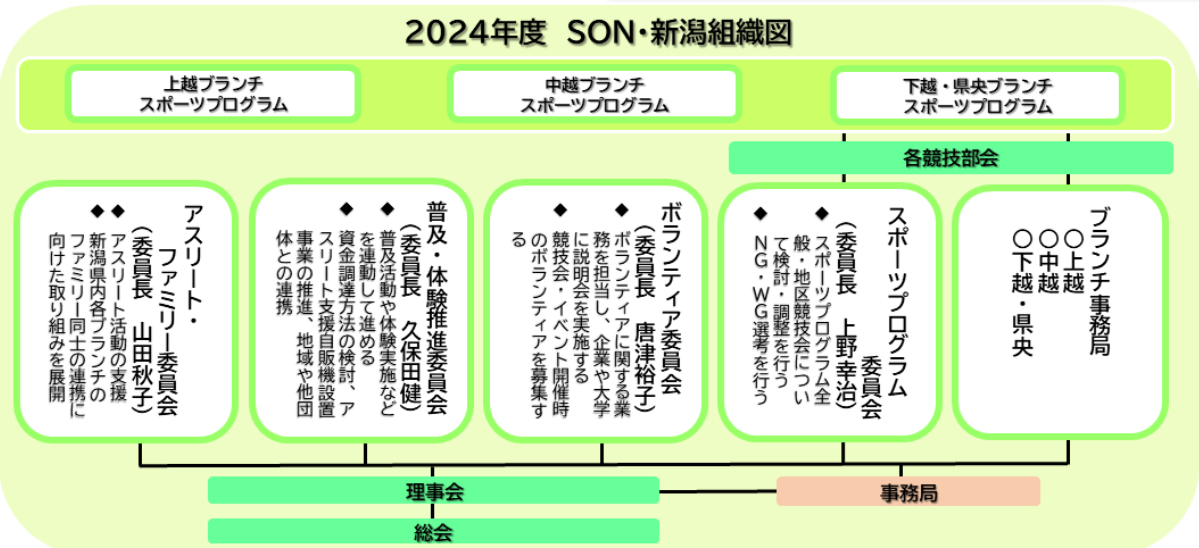 2024年度 SON・新潟組織図
上越ブランチ
スポーツプログラム
中越ブランチ
スポーツプログラム
下越・県央ブランチ
スポーツプログラム
各競技部会
アスリート・
ファミリー委員会
(委員長 山田秋子)
◆アスリート活動の支援
◆新潟県内各ブランチの
ファミリー同士の連携に
向けた取り組みを展開
普及・体験推進委員会
(委員長 久保田健)
◆普及活動や体験実施など
を連動して進める
◆資金調達方法の検討、ア
スリート支援自販機設置
事業の推進、地域や他団
体との連携
ボランティア委員会
(委員長 唐津裕子)
◆ボランティアに関する業
務を担当し、企業や大学
に説明会を実施する
◆競技会・イベント開催時
のボランティアを募集す
る
スポーツプログラム
委員会
(委員長 上野幸治)
◆スポーツプログラム全
般・地区競技会につい
て検討・調整を行う
◆NG・WG選考を行う
ブランチ事務局
〇上越
〇中越
〇下越・県央
理事会
事務局
総会